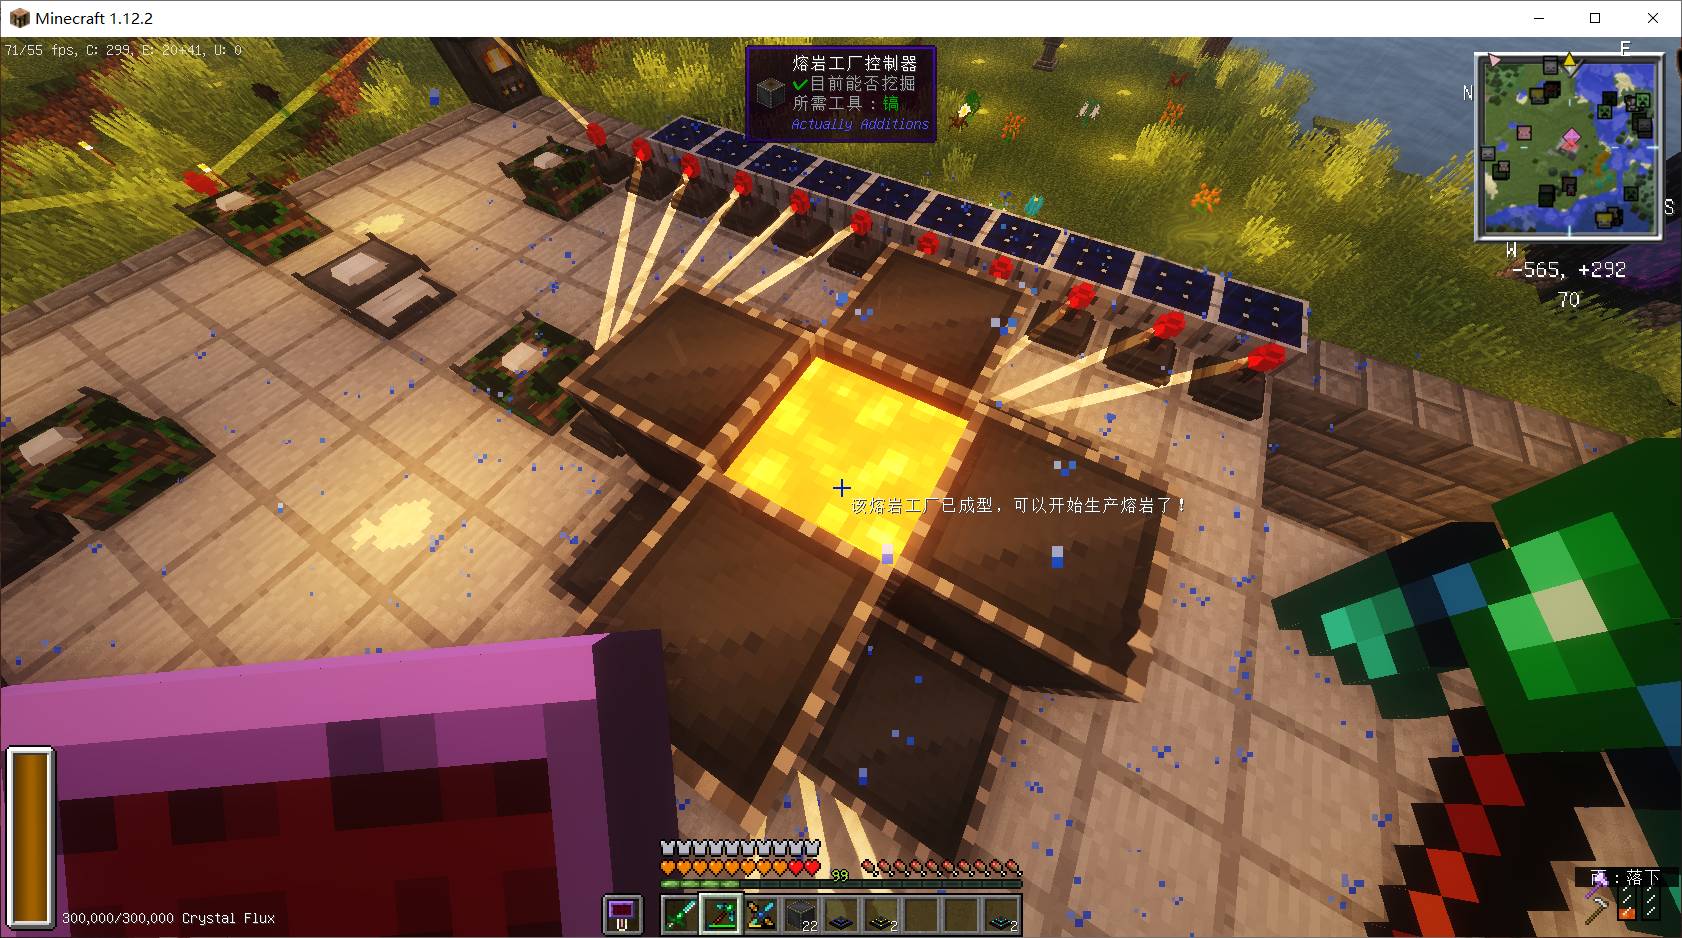 Minecraft 1.12.2
71/55 fps, C: 299, E: 20+41, U: 0
熔岩工厂控制器
✓目前能否挖掘
所需工具：镐
Actually Additions
E
N
S
W
-565, +292
70
该熔岩工厂已成型，可以开始生产熔岩了！
99
300,000/300,000 Crystal Flux
22
2
2
：落下